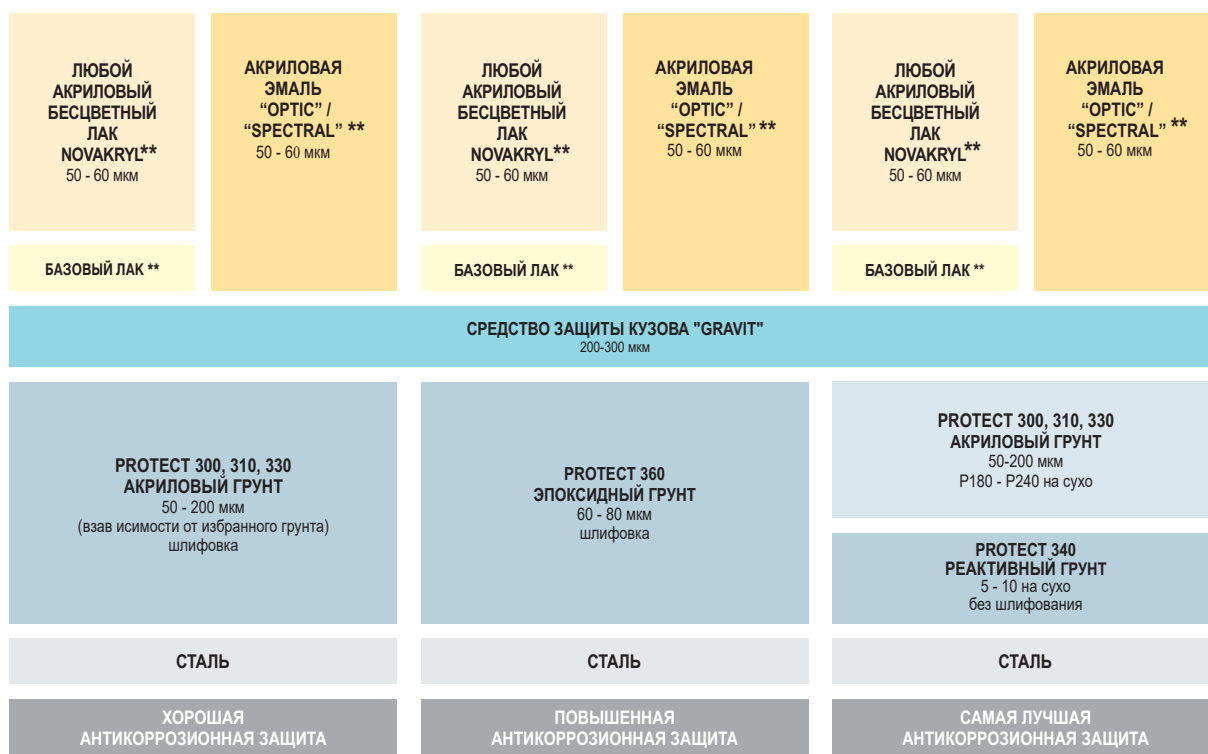 ЛЮБОЙ
АКРИЛОВЫЙ
БЕСЦВЕТНЫЙ
ЛАК
NOVAKRYL**
50 - 60 мкм
АКРИЛОВАЯ
ЭМАЛЬ
“OPTIC” /
“SPECTRAL” **
50 - 60 мкм
ЛЮБОЙ
АКРИЛОВЫЙ
БЕСЦВЕТНЫЙ
ЛАК
NOVAKRYL**
50 - 60 мкм
АКРИЛОВАЯ
ЭМАЛЬ
“OPTIC” /
“SPECTRAL” **
50 - 60 мкм
ЛЮБОЙ
АКРИЛОВЫЙ
БЕСЦВЕТНЫЙ
ЛАК
NOVAKRYL**
50 - 60 мкм
АКРИЛОВАЯ
ЭМАЛЬ
“OPTIC” /
“SPECTRAL” **
50 - 60 мкм
БАЗОВЫЙ ЛАК **
БАЗОВЫЙ ЛАК **
БАЗОВЫЙ ЛАК **
СРЕДСТВО ЗАЩИТЫ КУЗОВА "GRAVIT"
200-300 мкм
PROTECT 300, 310, 330
АКРИЛОВЫЙ ГРУНТ
50 - 200 мкм
(взав исимости от избранного грунта)
шлифовка
PROTECT 360
ЭПОКСИДНЫЙ ГРУНТ
60 - 80 мкм
шлифовка
PROTECT 300, 310, 330
АКРИЛОВЫЙ ГРУНТ
50-200 мкм
P180 - P240 на сухо
PROTECT 340
РЕАКТИВНЫЙ ГРУНТ
5 - 10 на сухо
без шлифования
СТАЛЬ
СТАЛЬ
СТАЛЬ
ХОРОШАЯ
АНТИКОРРОЗИОННАЯ ЗАЩИТА
ПОВЫШЕННАЯ
АНТИКОРРОЗИОННАЯ ЗАЩИТА
САМАЯ ЛУЧШАЯ
АНТИКОРРОЗИОННАЯ ЗАЩИТА